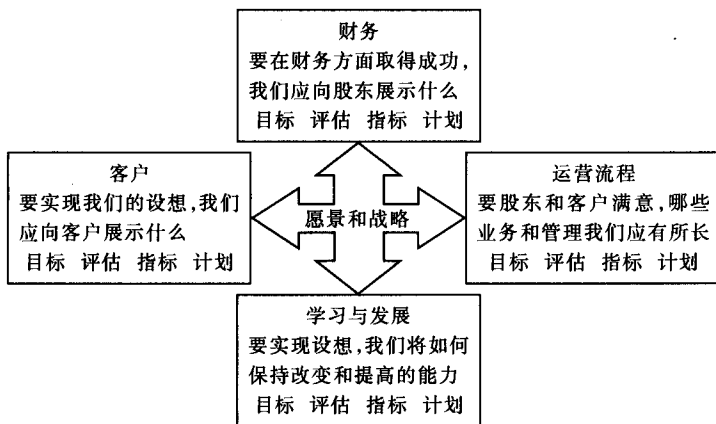 财务
要在财务方面取得成功,
我们应向股东展示什么
目标 评估 指标 计划
客户
要实现我们的设想,我们
应向客户展示什么
目标 评估 指标 计划
愿景和战略
运营流程
要股东和客户满意,哪些
业务和管理我们应有所长
目标 评估 指标 计划
学习与发展
要实现设想,我们将如何
保持改变和提高的能力
目标 评估 指标 计划